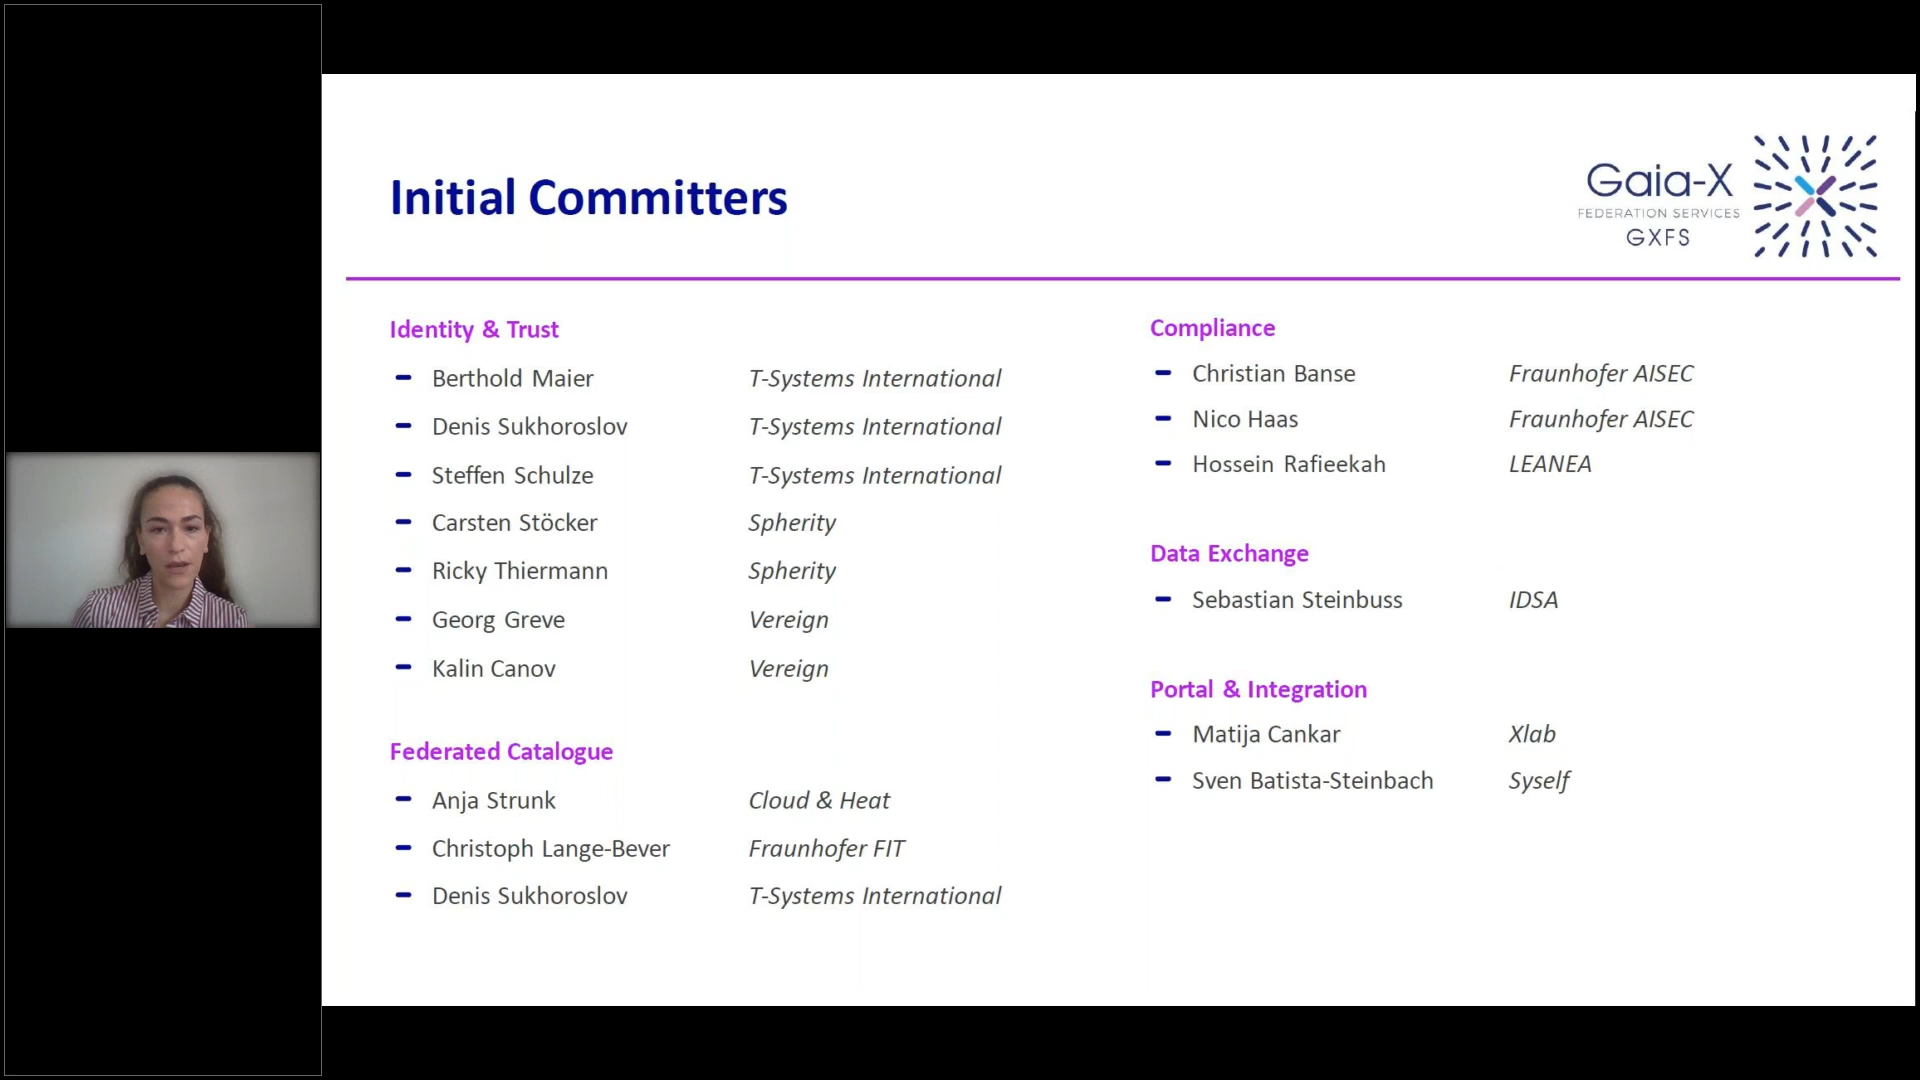 Initial Committers
Gaia-X
FEDERATION SERVICES
GXFS
Identity & Trust
Berthold Maier T-Systems International
Denis Sukhoroslov T-Systems International
Steffen Schulze T-Systems International
Carsten Stöcker Spherity
Ricky Thiermann Spherity
Georg Greve Vereign
Kalin Canov Vereign
Federated Catalogue
Anja Strunk Cloud & Heat
Christoph Lange-Bever Fraunhofer FIT
Denis Sukhoroslov T-Systems International
Compliance
Christian Banse Fraunhofer AISEC
Nico Haas Fraunhofer AISEC
Hossein Rafieekah LEANEA
Data Exchange
Sebastian Steinbuss IDSA
Portal & Integration
Matija Cankar Xlab
Sven Batista-Steinbach Syself